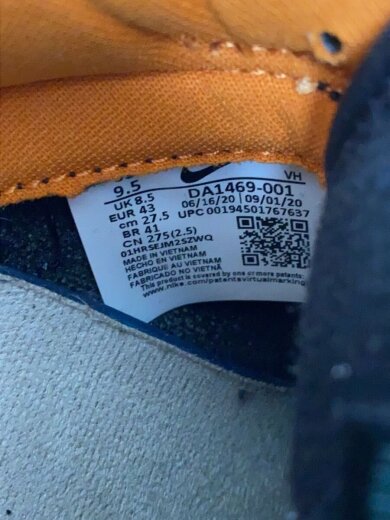 9.5
UK 8.5
EUR 43
cm 27.5
BR 41
CN 275(2.5)
01HRSEJM2SZWQ
MADE IN VIETNAM
HECHO EN VIETNAM
FABRIQUE AU VIETNAM
FABRICADO NO VIETNÃ
This product is covered by one or more patents:
www.nike.com/patentsvirtualmarking
VH
DA1469-001
06/16/20 09/01/20
UPC 00194501767637